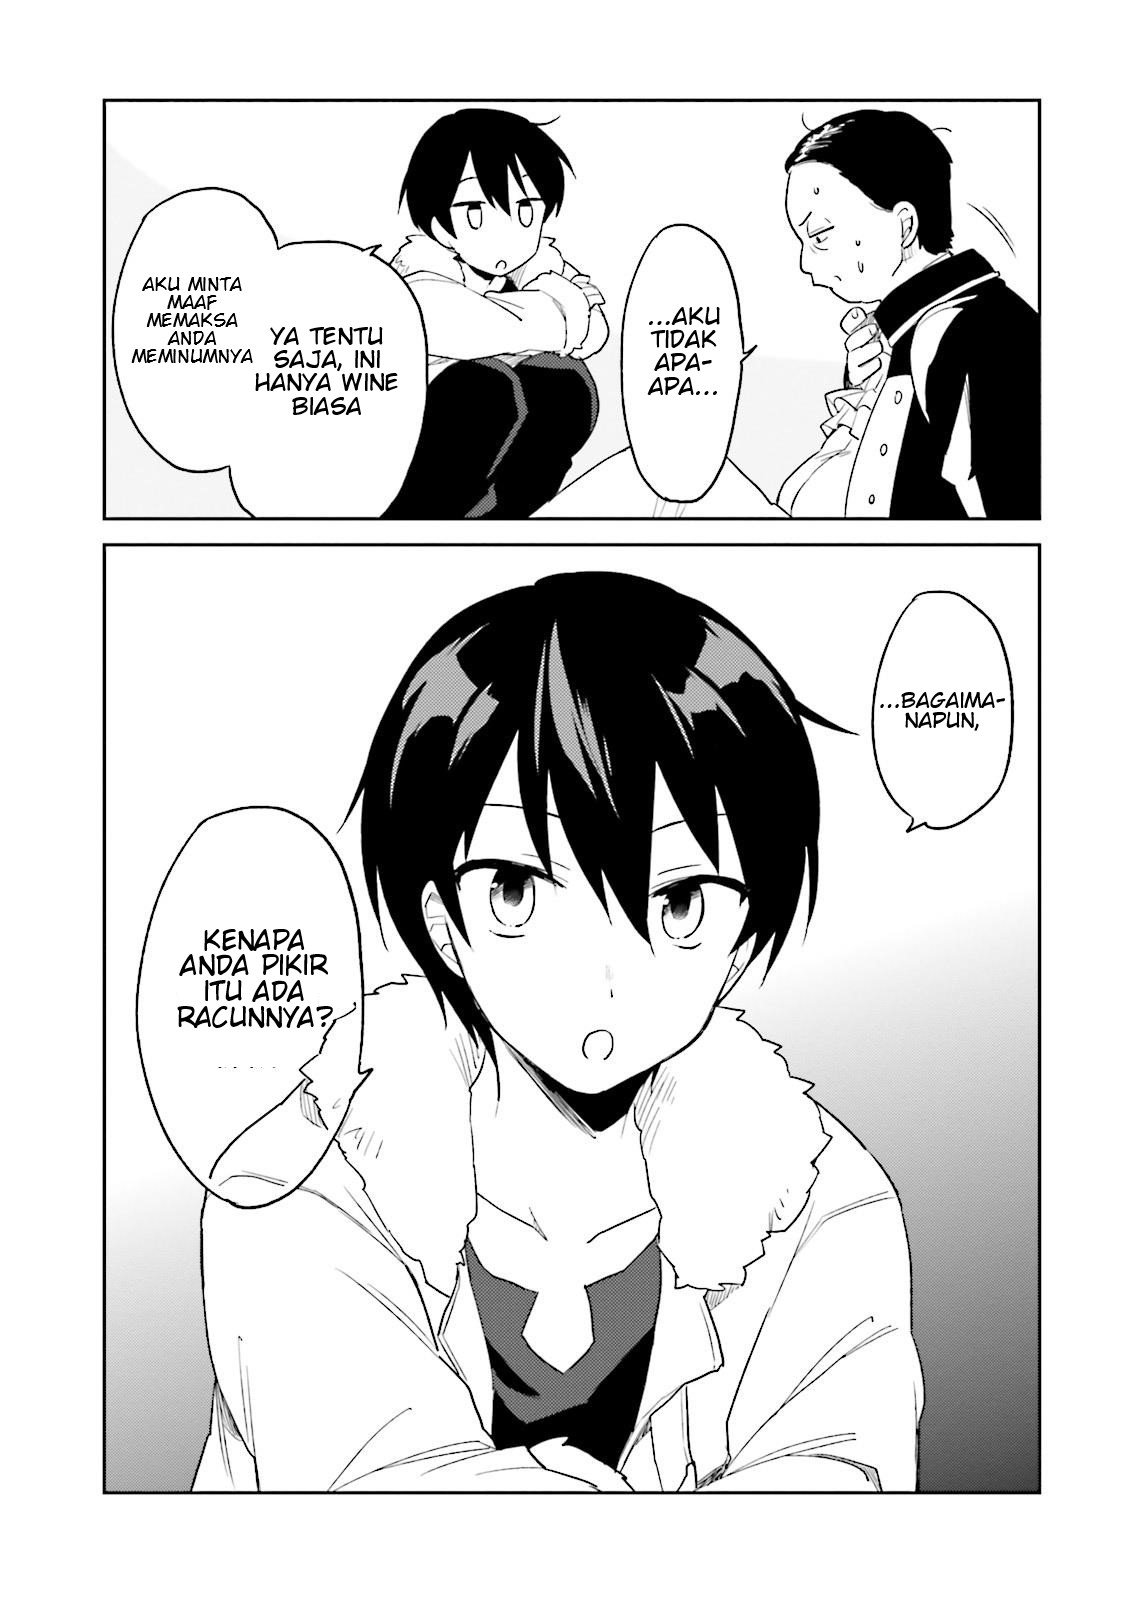 ...AKU
TIDAK
APA-
APA...
YA TENTU
SAJA, INI
HANYA WINE
BIASA
AKU MINTA
MAAF
MEMAKSA
ANDA
MEMINUMNYA
...BAGAIMA-
NAPUN,
KENAPA
ANDA PIKIR
ITU ADA
RACUNNYA?